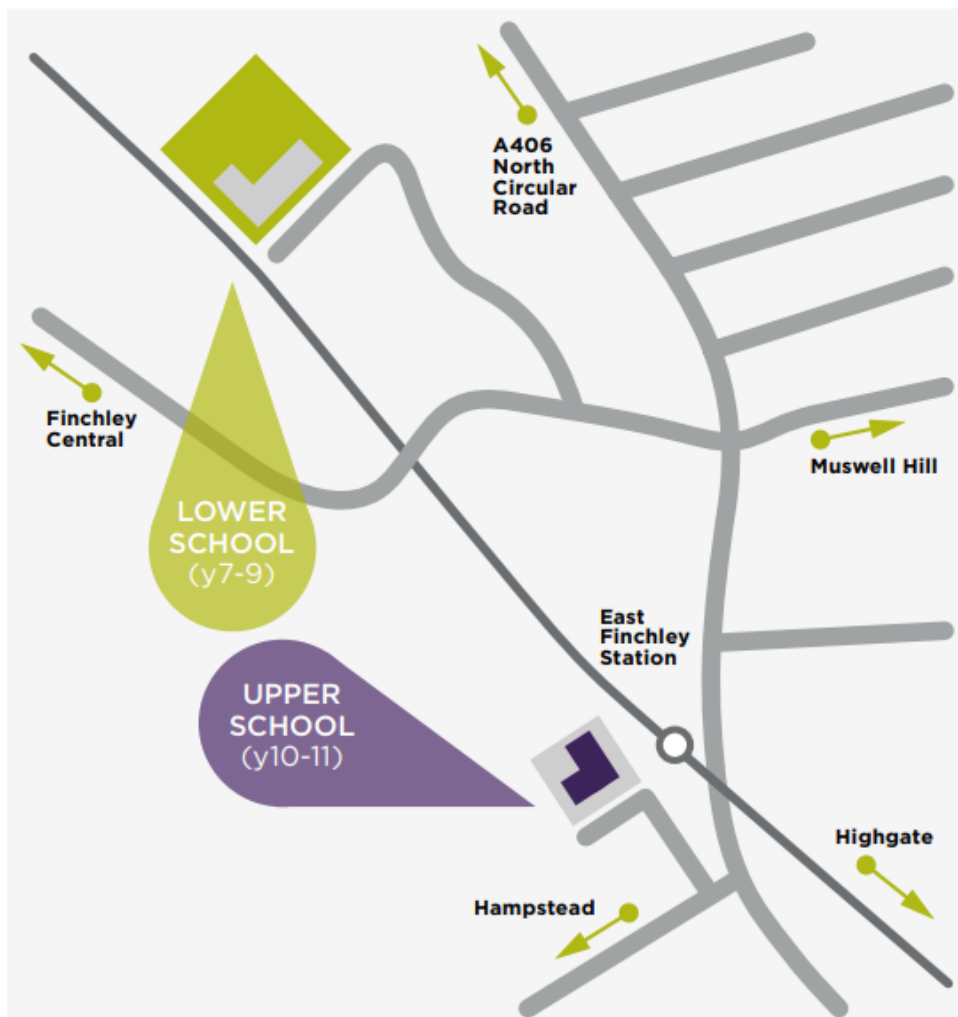 A406
North
Circular
Road
Finchley
Central
Muswell Hill
LOWER
SCHOOL
(y7-9)
East
Finchley
Station
UPPER
SCHOOL
(y10-11)
Highgate
Hampstead